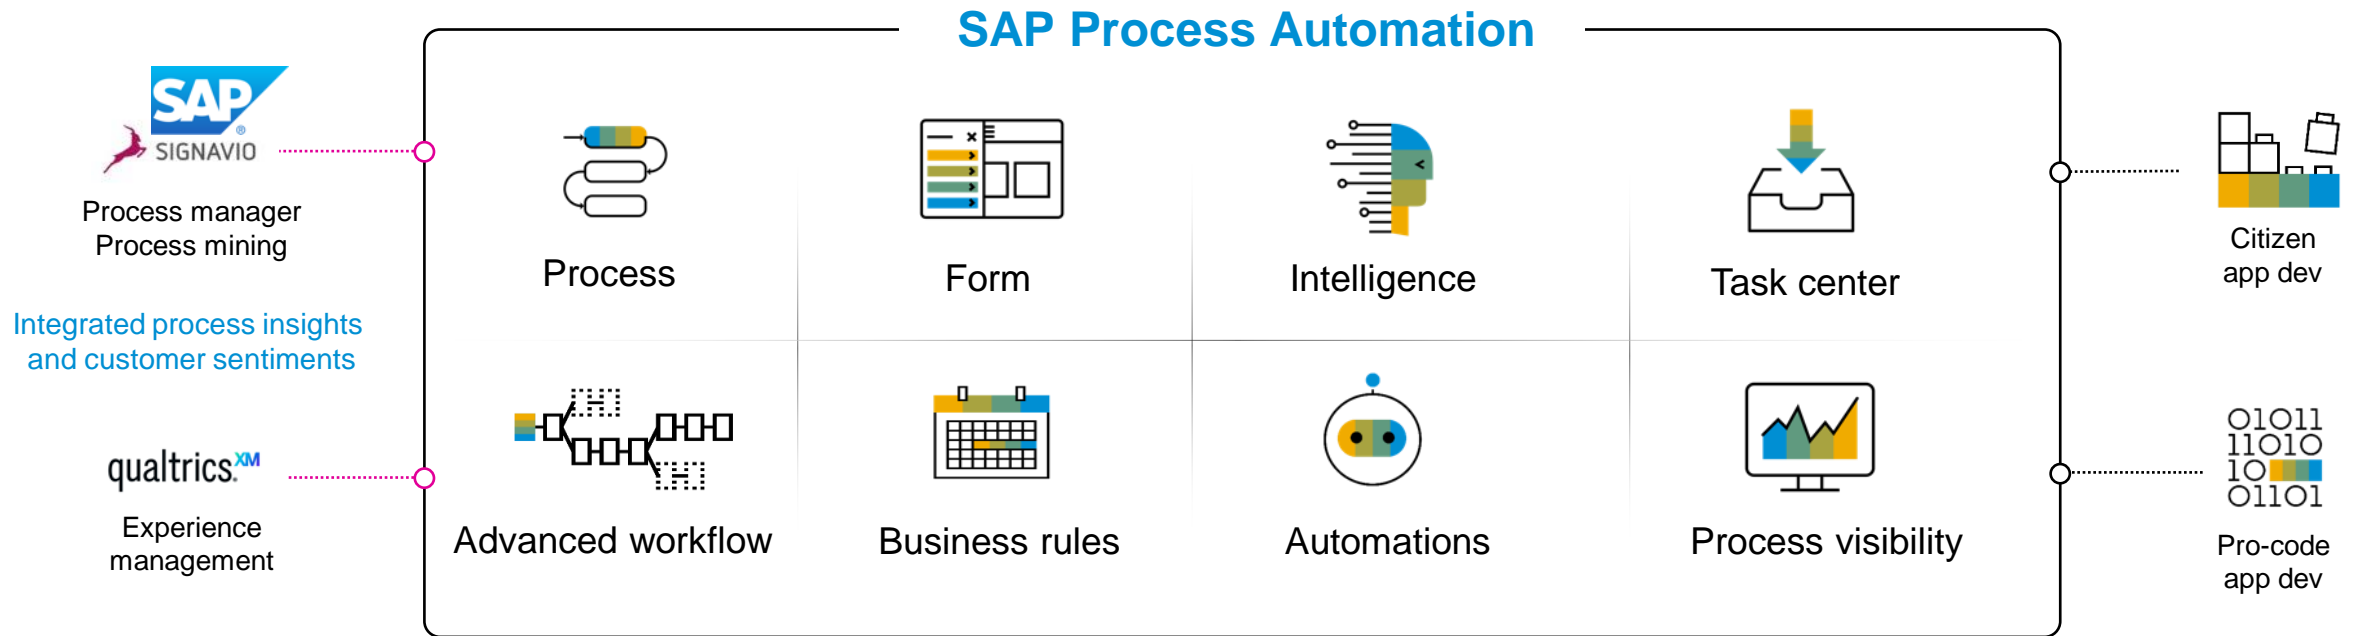 SAP Process Automation
SAP
®
SIGNAVIO
Process manager
Process mining
Integrated process insights
and customer sentiments
qualtrics.XM
Experience
management
Process
Form
Intelligence
Task center
Advanced workflow
Business rules
Automations
Process visibility
Citizen
app dev
01011
11010
10
01101
Pro-code
app dev